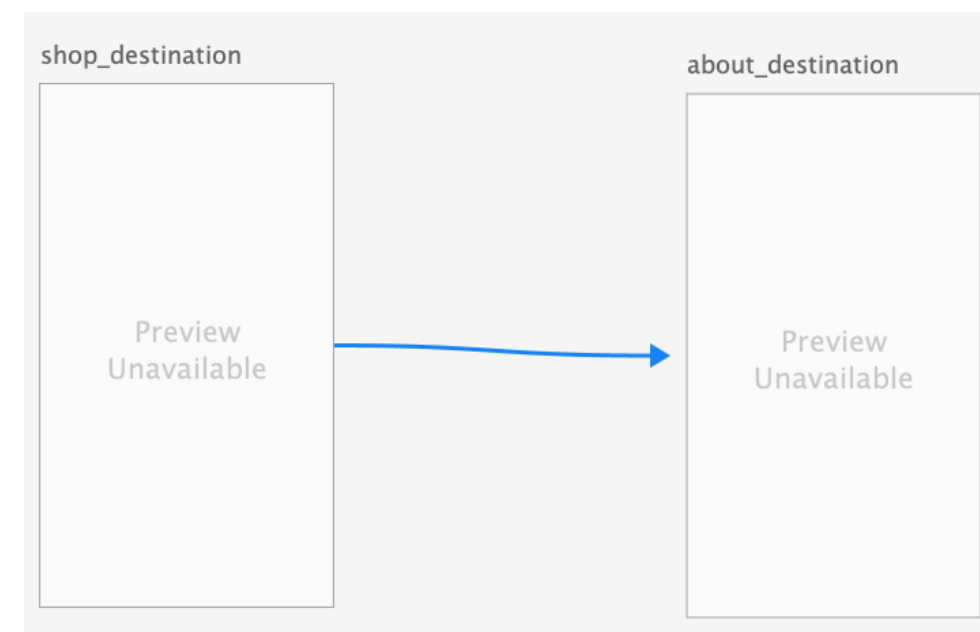 shop_destination
about_destination
Preview
Unavailable
Preview
Unavailable